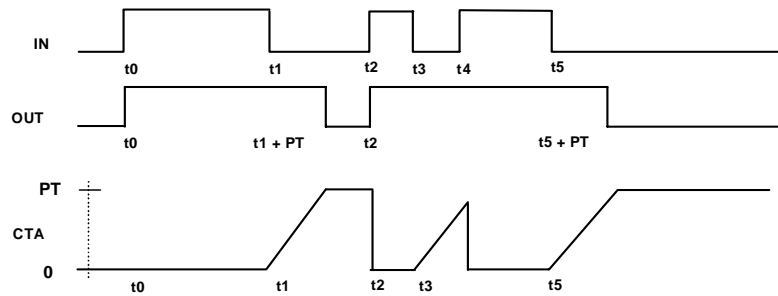 IN
t0 t1 t2 t3 t4 t5
OUT
t0 t1 + PT t2 t5 + PT
PT
CTA
0
t0 t1 t2 t3 t5